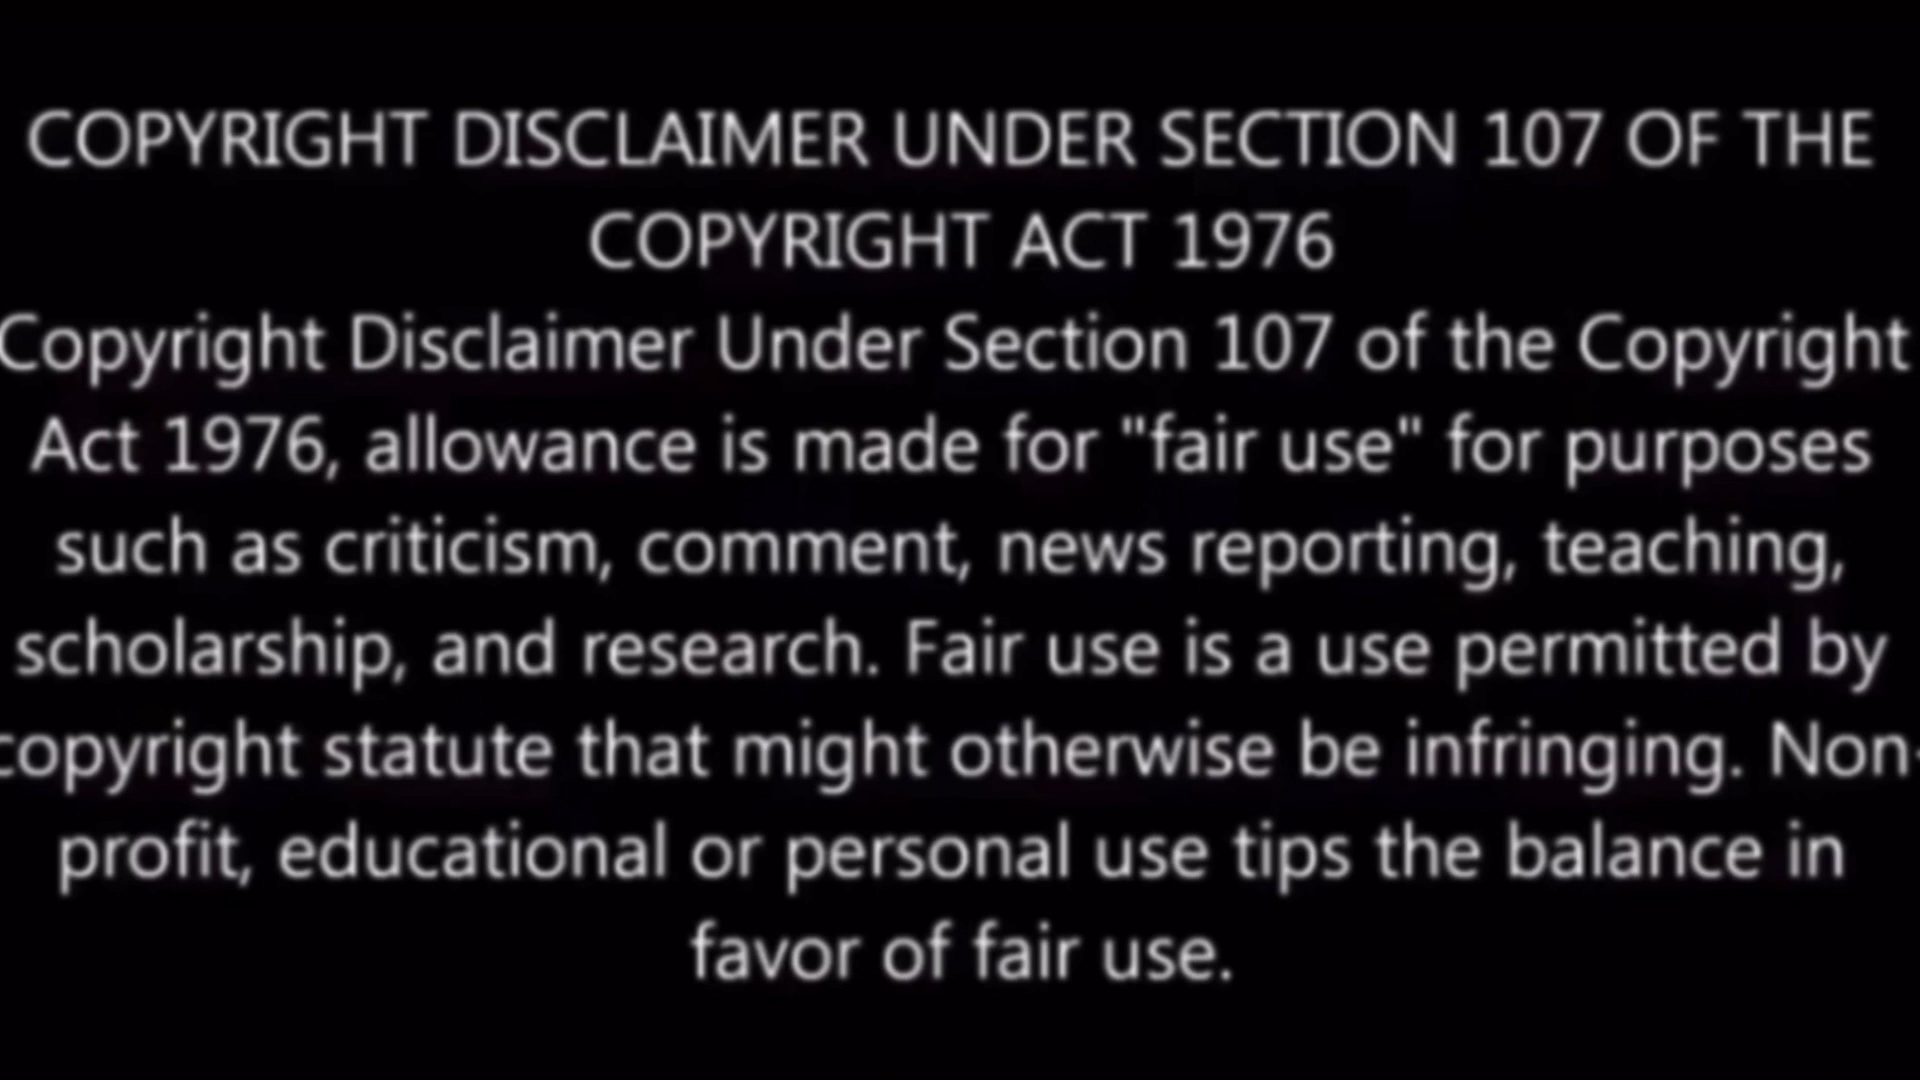 COPYRIGHT DISCLAIMER UNDER SECTION 107 OF THE
COPYRIGHT ACT 1976
Copyright Disclaimer Under Section 107 of the Copyright
Act 1976, allowance is made for "fair use" for purposes
such as criticism, comment, news reporting, teaching,
scholarship, and research. Fair use is a use permitted by
copyright statute that might otherwise be infringing. Non-
profit, educational or personal use tips the balance in
favor of fair use.